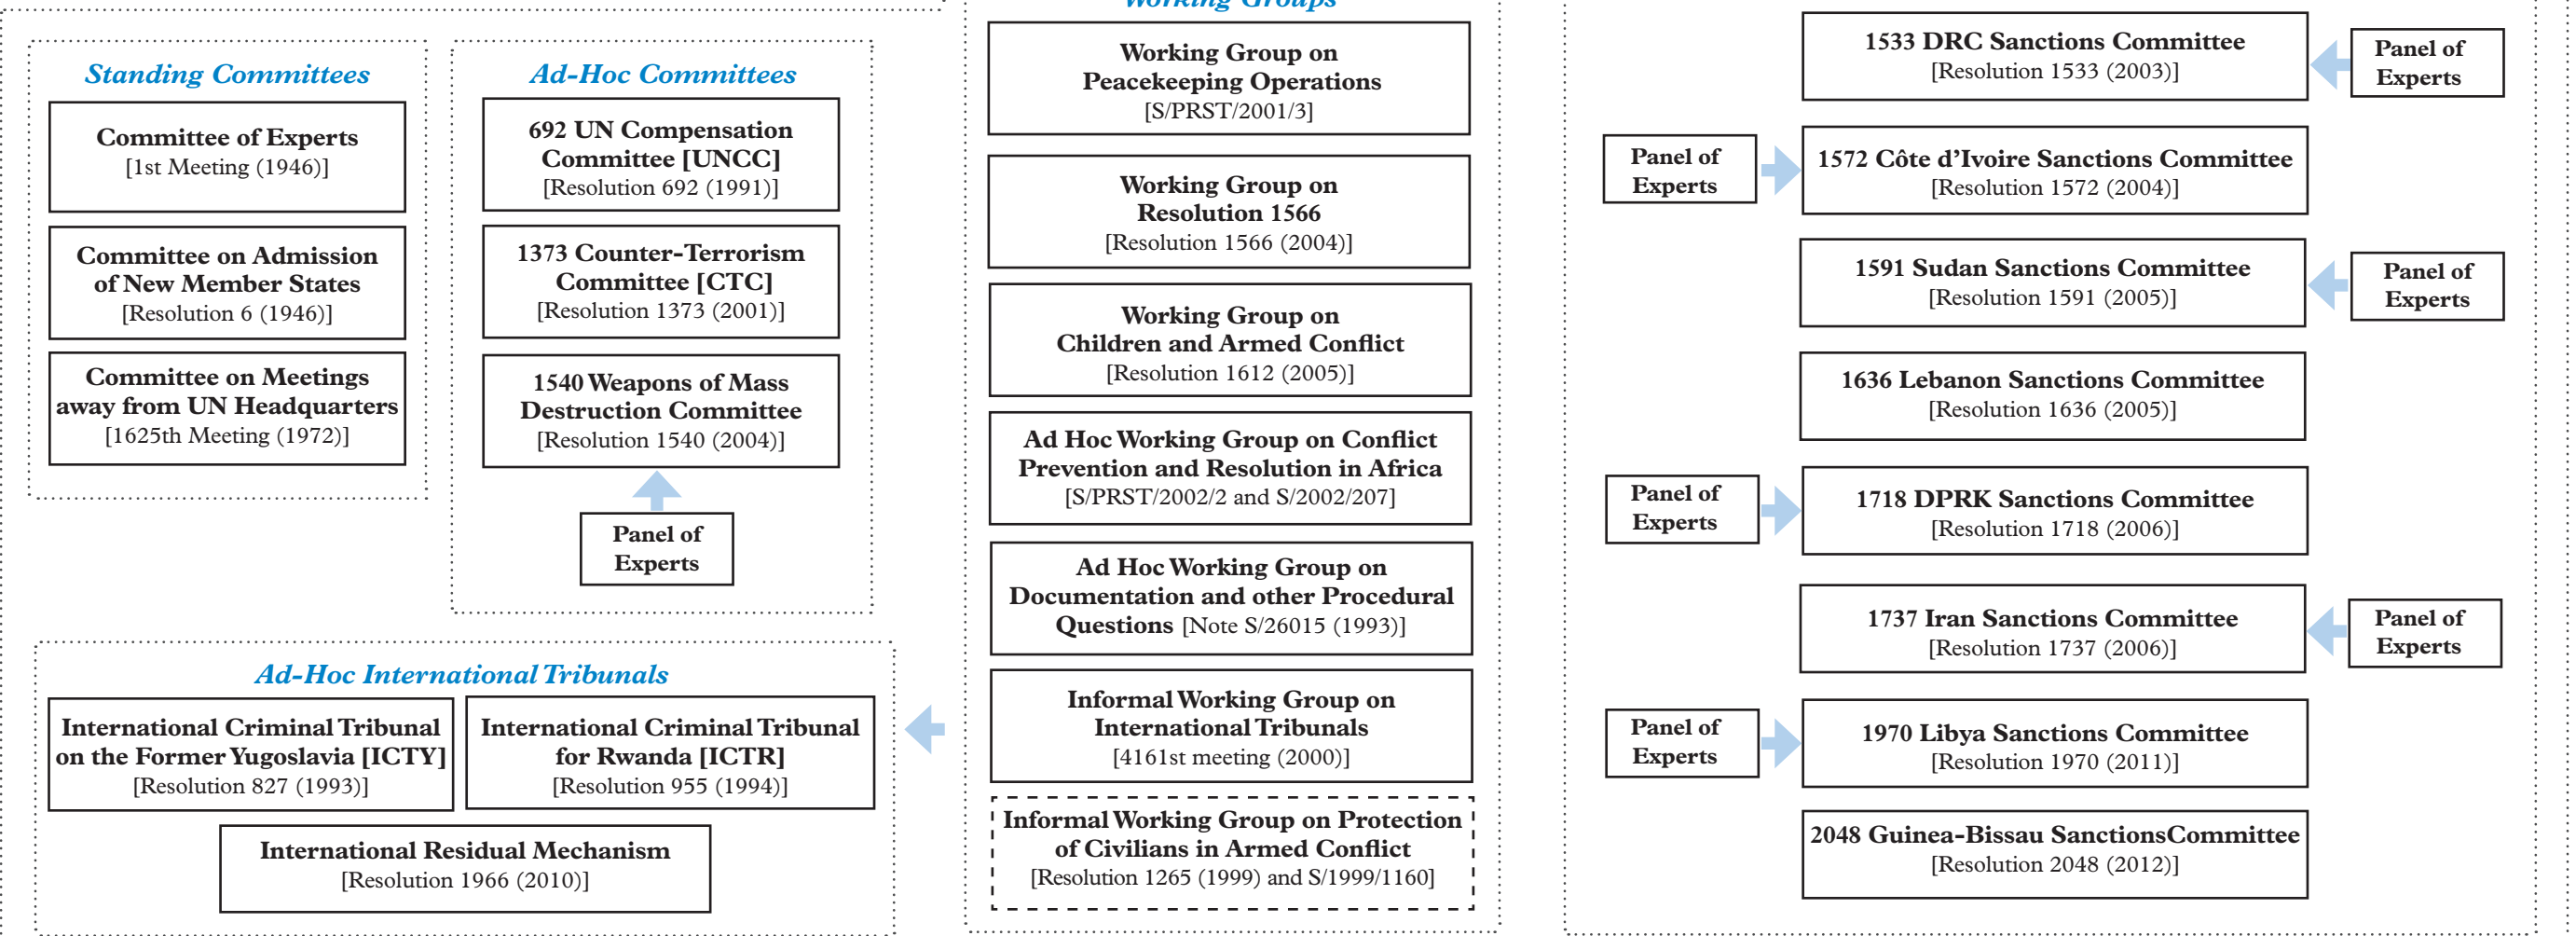 Working Groups
Standing Committees
Committee of Experts
[1st Meeting (1946)]
Committee on Admission
of New Member States
[Resolution 6 (1946)]
Committee on Meetings
away from UN Headquarters
[1625th Meeting (1972)]
Ad-Hoc Committees
692 UN Compensation
Committee [UNCC]
[Resolution 692 (1991)]
1373 Counter-Terrorism
Committee [CTC]
[Resolution 1373 (2001)]
1540 Weapons of Mass
Destruction Committee
[Resolution 1540 (2004)]
Panel of
Experts
Ad-Hoc International Tribunals
International Criminal Tribunal
on the Former Yugoslavia [ICTY]
[Resolution 827 (1993)]
International Criminal Tribunal
for Rwanda [ICTR]
[Resolution 955 (1994)]
International Residual Mechanism
[Resolution 1966 (2010)]
Working Group on
Peacekeeping Operations
[S/PRST/2001/3]
Working Group on
Resolution 1566
[Resolution 1566 (2004)]
Working Group on
Children and Armed Conflict
[Resolution 1612 (2005)]
Ad Hoc Working Group on Conflict
Prevention and Resolution in Africa
[S/PRST/2002/2 and S/2002/207]
Ad Hoc Working Group on
Documentation and other Procedural
Questions [Note S/26015 (1993)]
Informal Working Group on
International Tribunals
[4161st meeting (2000)]
Informal Working Group on Protection
of Civilians in Armed Conflict
[Resolution 1265 (1999) and S/1999/1160]
1533 DRC Sanctions Committee
[Resolution 1533 (2003)]
Panel of
Experts
Panel of
Experts
1572 Côte d'Ivoire Sanctions Committee
[Resolution 1572 (2004)]
1591 Sudan Sanctions Committee
[Resolution 1591 (2005)]
Panel of
Experts
1636 Lebanon Sanctions Committee
[Resolution 1636 (2005)]
Panel of
Experts
1718 DPRK Sanctions Committee
[Resolution 1718 (2006)]
1737 Iran Sanctions Committee
[Resolution 1737 (2006)]
Panel of
Experts
Panel of
Experts
1970 Libya Sanctions Committee
[Resolution 1970 (2011)]
2048 Guinea-Bissau SanctionsCommittee
[Resolution 2048 (2012)]